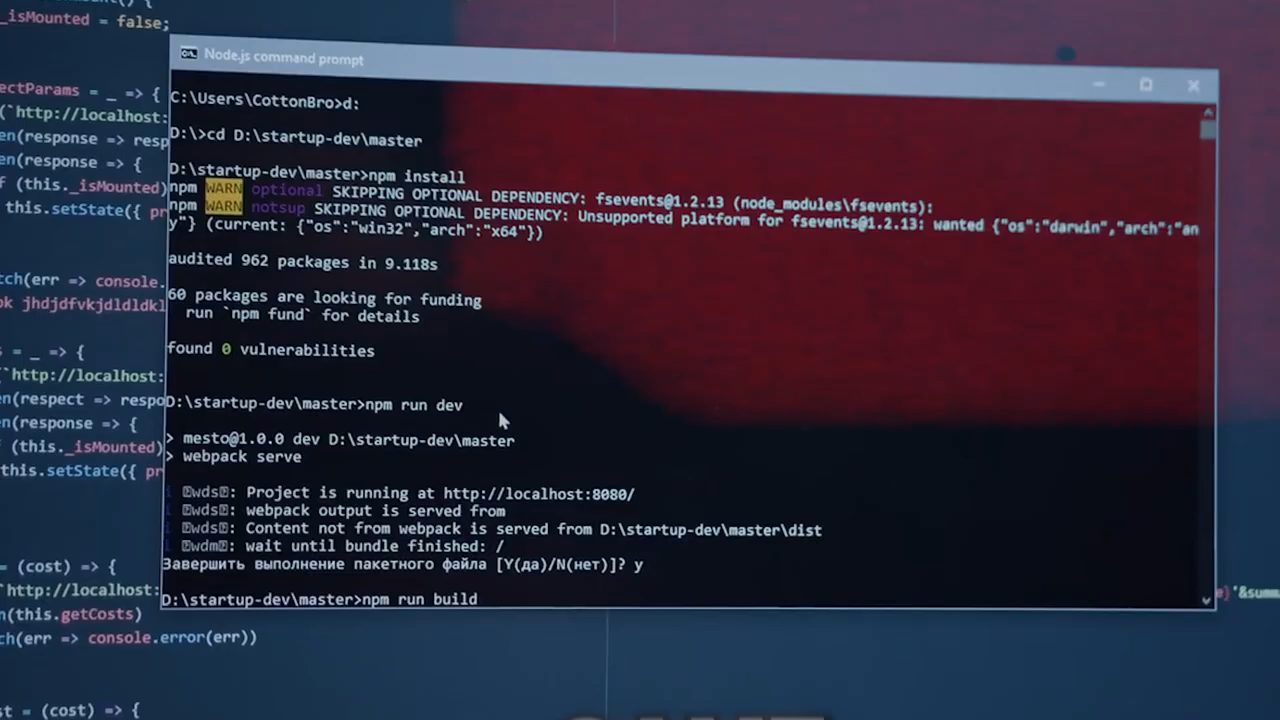 _isMounted = false;
ectParams = _ => {
(`http://localhost:
en(response => resp
en(response => {
f (this._isMounted)
this.setState({ pr
tch(err => console.
ok jhdjdfvkjdldldkl
s = _ => {
(`http://localhost:
en(respect => respo
en(response => {
f (this._isMounted)
this.setState({ pr
= (cost) => {
`http://localhost:
n(this.getCosts)
tch(err => console.error(err))
st = (cost) => {
Node.js command prompt
C:\Users\CottonBro>d:
D:\>cd D:\startup-dev\master
D:\startup-dev\master>npm install
npm WARN optional SKIPPING OPTIONAL DEPENDENCY: fsevents@1.2.13 (node_modules\fsevents):
npm WARN notsup SKIPPING OPTIONAL DEPENDENCY: Unsupported platform for fsevents@1.2.13: wanted {"os":"darwin","arch":"an
y"} (current: {"os":"win32","arch":"x64"})
audited 962 packages in 9.118s
60 packages are looking for funding
run `npm fund` for details
found 0 vulnerabilities
D:\startup-dev\master>npm run dev
> mesto@1.0.0 dev D:\startup-dev\master
> webpack serve
i 「wds」: Project is running at http://localhost:8080/
i 「wds」: webpack output is served from
i 「wds」: Content not from webpack is served from D:\startup-dev\master\dist
i 「wdm」: wait until bundle finished: /
Завершить выполнение пакетного файла [Y(да)/N(нет)]? y
D:\startup-dev\master>npm run build